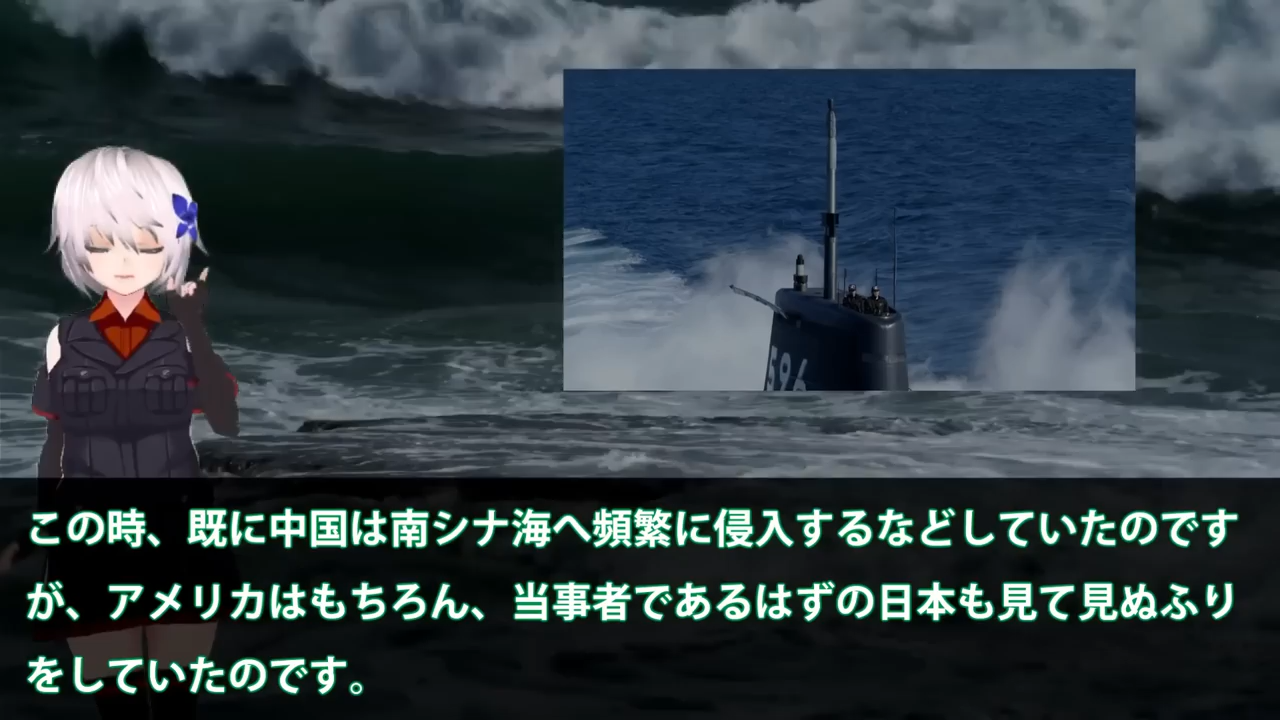 596
この時、既に中国は南シナ海へ頻繁に侵入するなどしていたのです
が、アメリカはもちろん、当事者であるはずの日本も見て見ぬふり
をしていたのです。